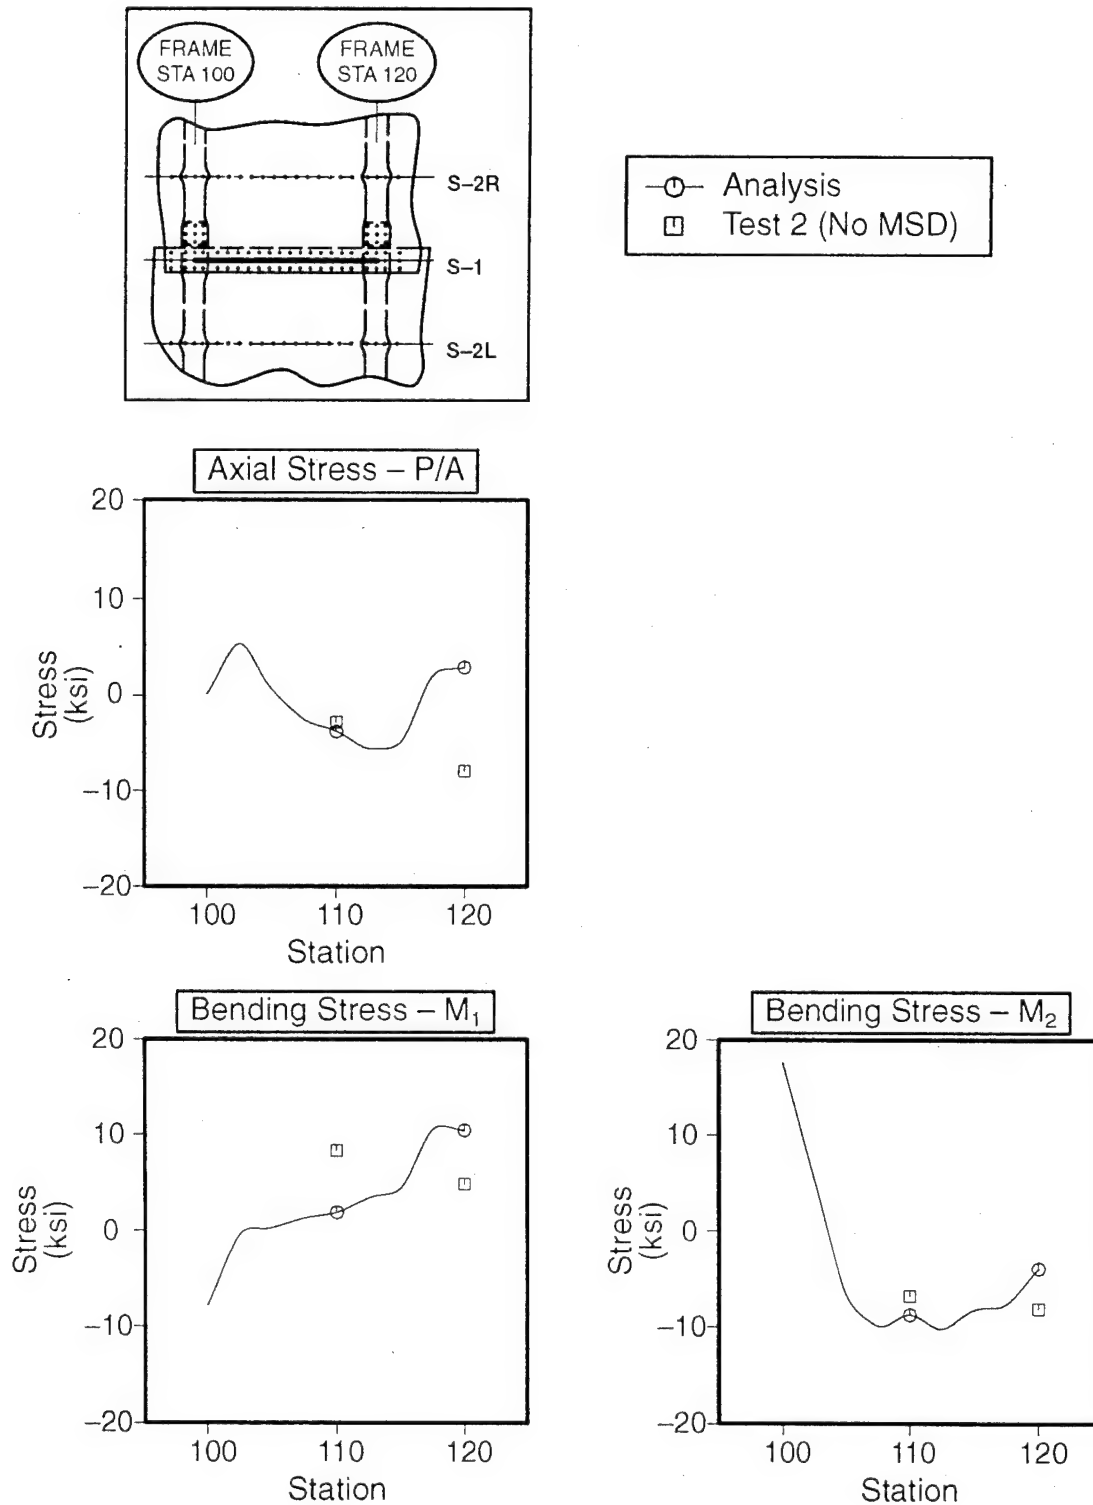 FRAME
STA 100
FRAME
STA 120
S-2R
S-1
S-2L
Analysis
Test 2 (No MSD)
Axial Stress – P/A
20
10
0
–10
–20
Stress
(ksi)
100 110 120
Station
Bending Stress – M₁
20
10
0
–10
–20
Stress
(ksi)
100 110 120
Station
Bending Stress – M₂
20
10
0
–10
–20
Stress
(ksi)
100 110 120
Station